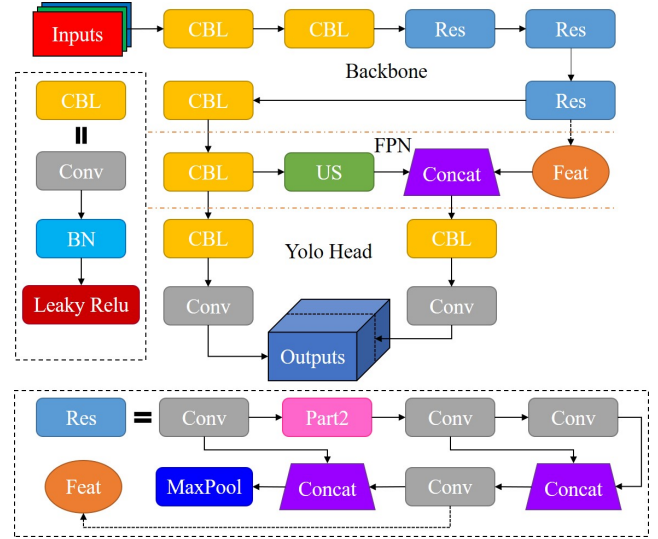 Inputs
CBL
CBL
Res
Res
Backbone
CBL
CBL
Res
FPN
Conv
CBL
US
Concat
Feat
BN
CBL
Yolo Head
CBL
Leaky Relu
Conv
Conv
Outputs
Res
=
Conv
Part2
Conv
Conv
Feat
MaxPool
Concat
Conv
Concat